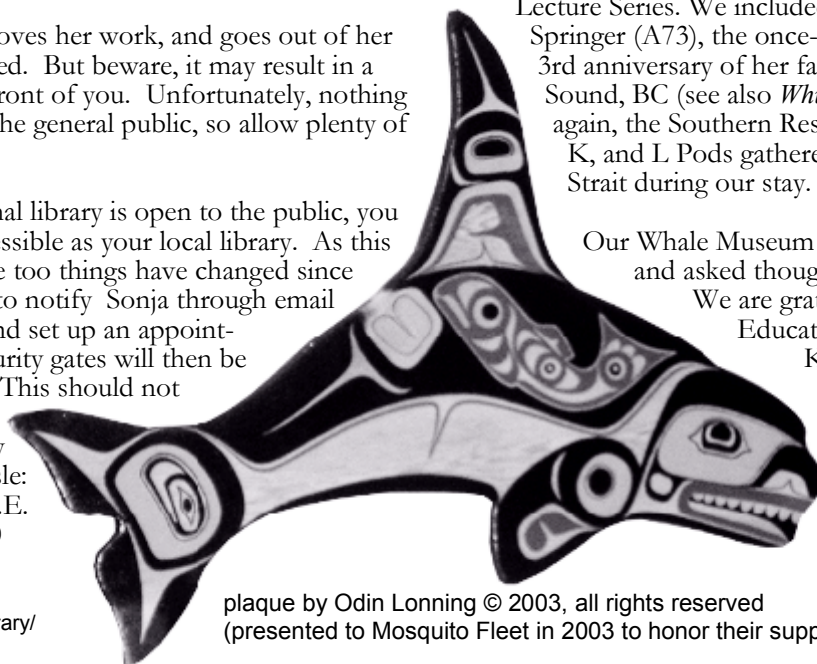 oves her work, and goes out of her
ed. But beware, it may result in a
ront of you. Unfortunately, nothing
he general public, so allow plenty of
nal library is open to the public, you
essible as your local library. As this
e too things have changed since
to notify Sonja through email
nd set up an appoint-
urity gates will then be
This should not
sle:
.E.
)
ary/
Lecture Series. We include
Springer (A73), the once-
3rd anniversary of her fa
Sound, BC (see also Whi
again, the Southern Res
K, and L Pods gathere
Strait during our stay.
Our Whale Museum
and asked thoug
We are grat
Educat
K
plaque by Odin Lonning © 2003, all rights reserved
(presented to Mosquito Fleet in 2003 to honor their supp